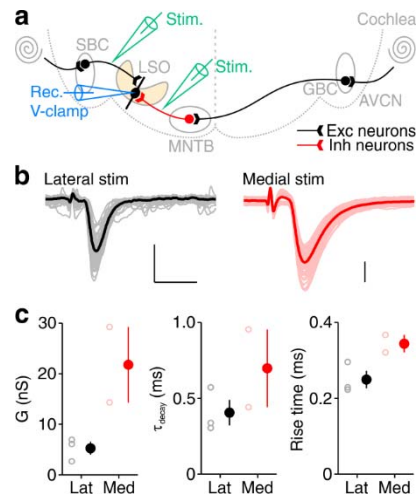 a
Stim.
Cochlea
SBC
LSO
Stim.
Rec.
V-clamp
GBC
AVCN
MNTB
Exc neurons
Inh neurons
b
Lateral stim
Medial stim
c
G
(nS)
30
20
10
0
Lat Med
τdecay (ms)
1.0
0.5
0.0
Lat Med
Rise time (ms)
0.4
0.2
0.0
Lat Med